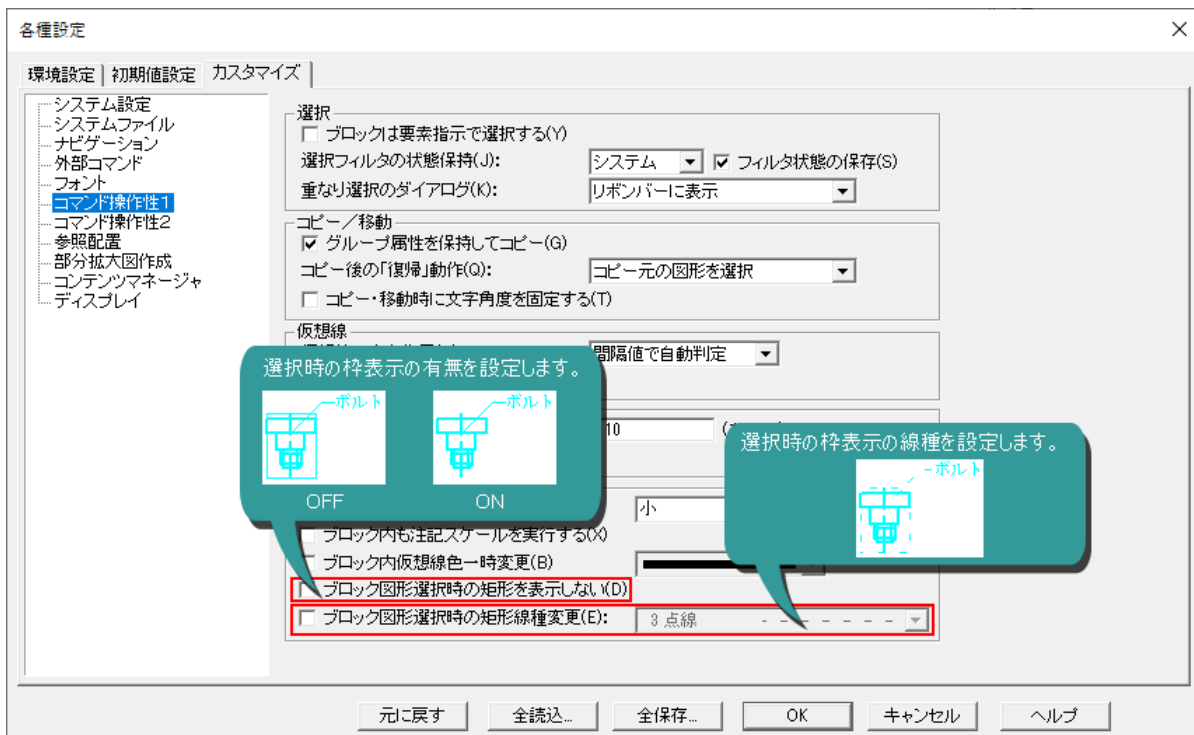 各種設定
環境設定 初期値設定 カスタマイズ
システム設定
システムファイル
ナビゲーション
外部コマンド
フォント
コマンド操作性1
コマンド操作性2
参照配置
部分拡大図作成
コンテンツマネージャ
ディスプレイ
選択
ブロックは要素指示で選択する(Y)
選択フィルタの状態保持(J): システム フィルタ状態の保存(S)
重なり選択のダイアログ(K): リボンバーに表示
コピー／移動
グループ属性を保持してコピー(G)
コピー後の「復帰」動作(Q): コピー元の図形を選択
コピー・移動時に文字角度を固定する(T)
仮想線
間隔値で自動判定
選択時の枠表示の有無を設定します。
ボルト ボルト
OFF ON
10
選択時の枠表示の線種を設定します。
ボルト
小
ブロック内も注記スケールを実行する(X)
ブロック内仮想線色一時変更(B)
ブロック図形選択時の矩形を表示しない(D)
ブロック図形選択時の矩形線種変更(E): 3 点線
元に戻す 全読込... 全保存... OK キャンセル ヘルプ